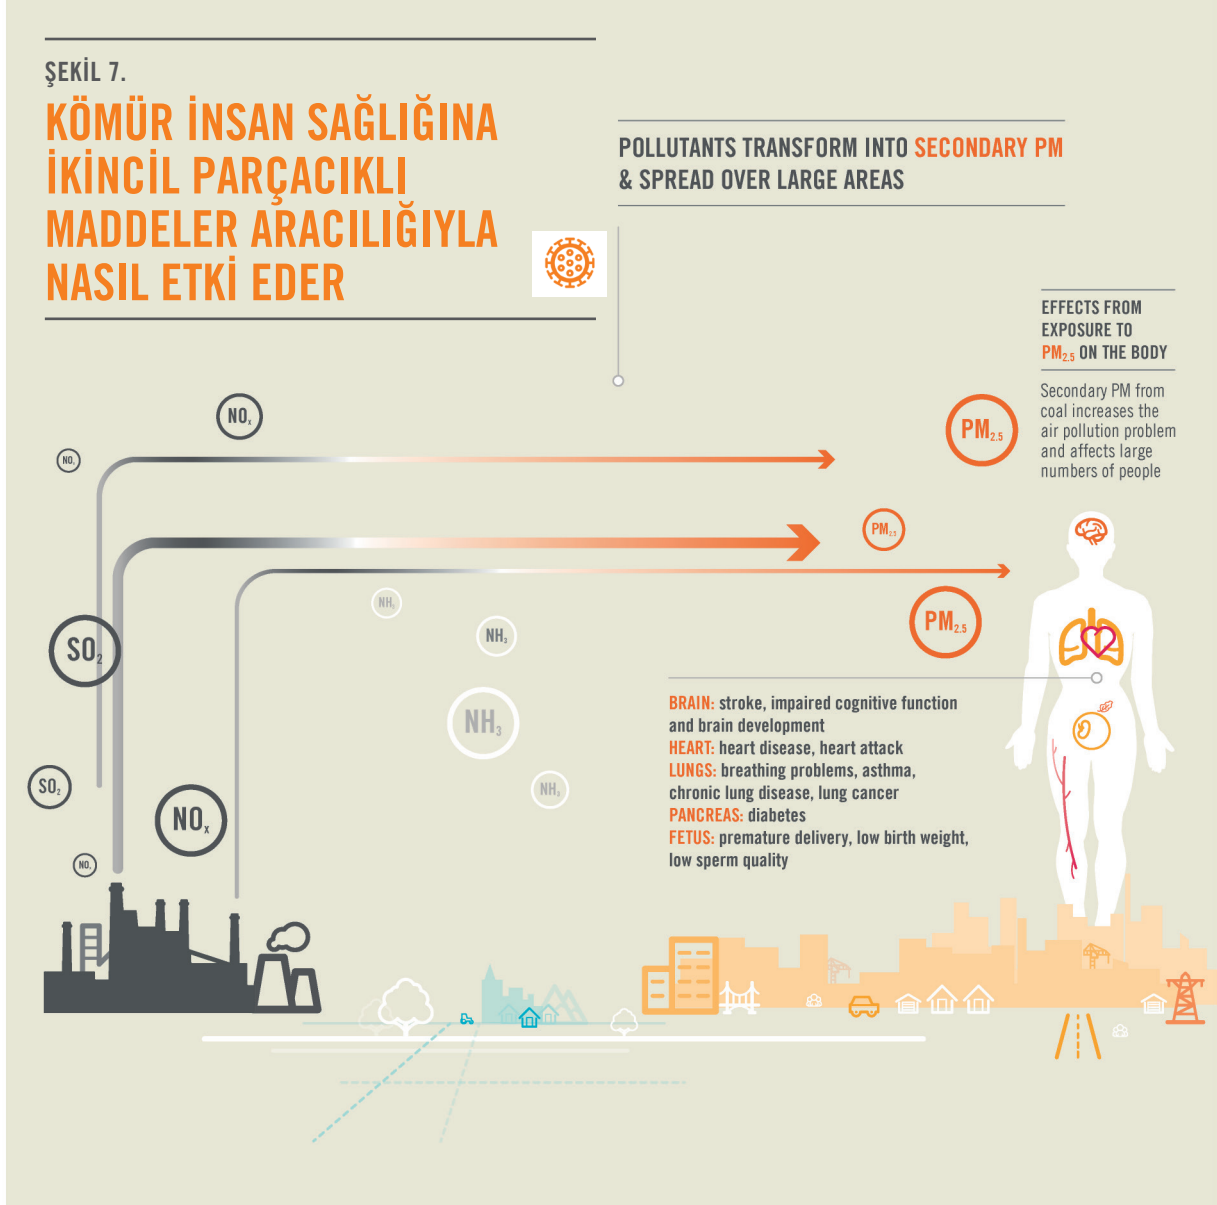 ŞEKİL 7.
KÖMÜR İNSAN SAĞLIĞINA
İKİNCİL PARÇACIKLI
MADDELER ARACILIĞIYLA
NASIL ETKİ EDER
POLLUTANTS TRANSFORM INTO SECONDARY PM
& SPREAD OVER LARGE AREAS
EFFECTS FROM
EXPOSURE TO
PM₂.₅ ON THE BODY
Secondary PM from
coal increases the
air pollution problem
and affects large
numbers of people
NOₓ
NOₓ
PM₂.₅
PM₂.₅
NH₃
PM₂.₅
NH₃
SO₂
NH₃
SO₂
NH₃
NOₓ
NOₓ
BRAIN: stroke, impaired cognitive function
and brain development
HEART: heart disease, heart attack
LUNGS: breathing problems, asthma,
chronic lung disease, lung cancer
PANCREAS: diabetes
FETUS: premature delivery, low birth weight,
low sperm quality